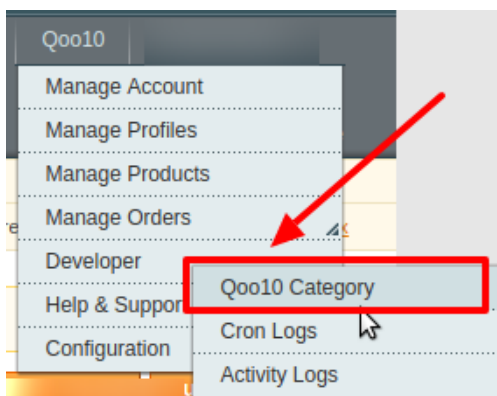 Qoo10
Manage Account
Manage Profiles
Manage Products
Manage Orders
Developer
Qoo10 Category
Help & Suppor
Cron Logs
Configuration
Activity Logs